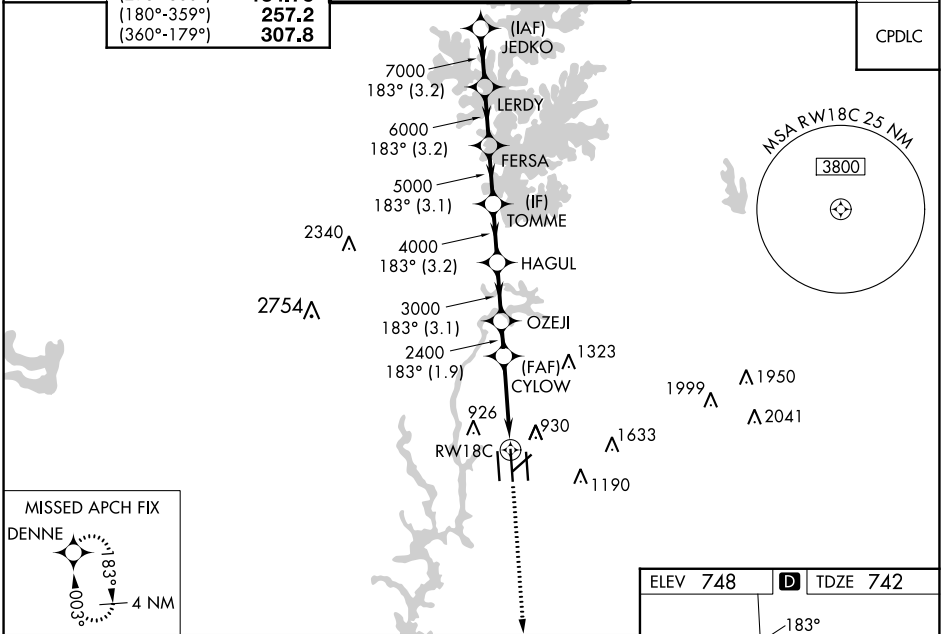 (180°-359°) 257.2
(360°-179°) 307.8
CPDLC
(IAF)
JEDKO
7000
183° (3.2)
LERDY
6000
183° (3.2)
FERSA
5000
183° (3.1)
(IF)
TOMME
4000
183° (3.2)
HAGUL
3000
183° (3.1)
OZEJI
2400
183° (1.9)
(FAF)
CYLOW
RW18C
MSA RW18C 25 NM
3800
2340
2754
1323
1999
1950
2041
926
930
1633
1190
MISSED APCH FIX
DENNE
183°
003°
4 NM
ELEV 748 D TDZE 742
183°